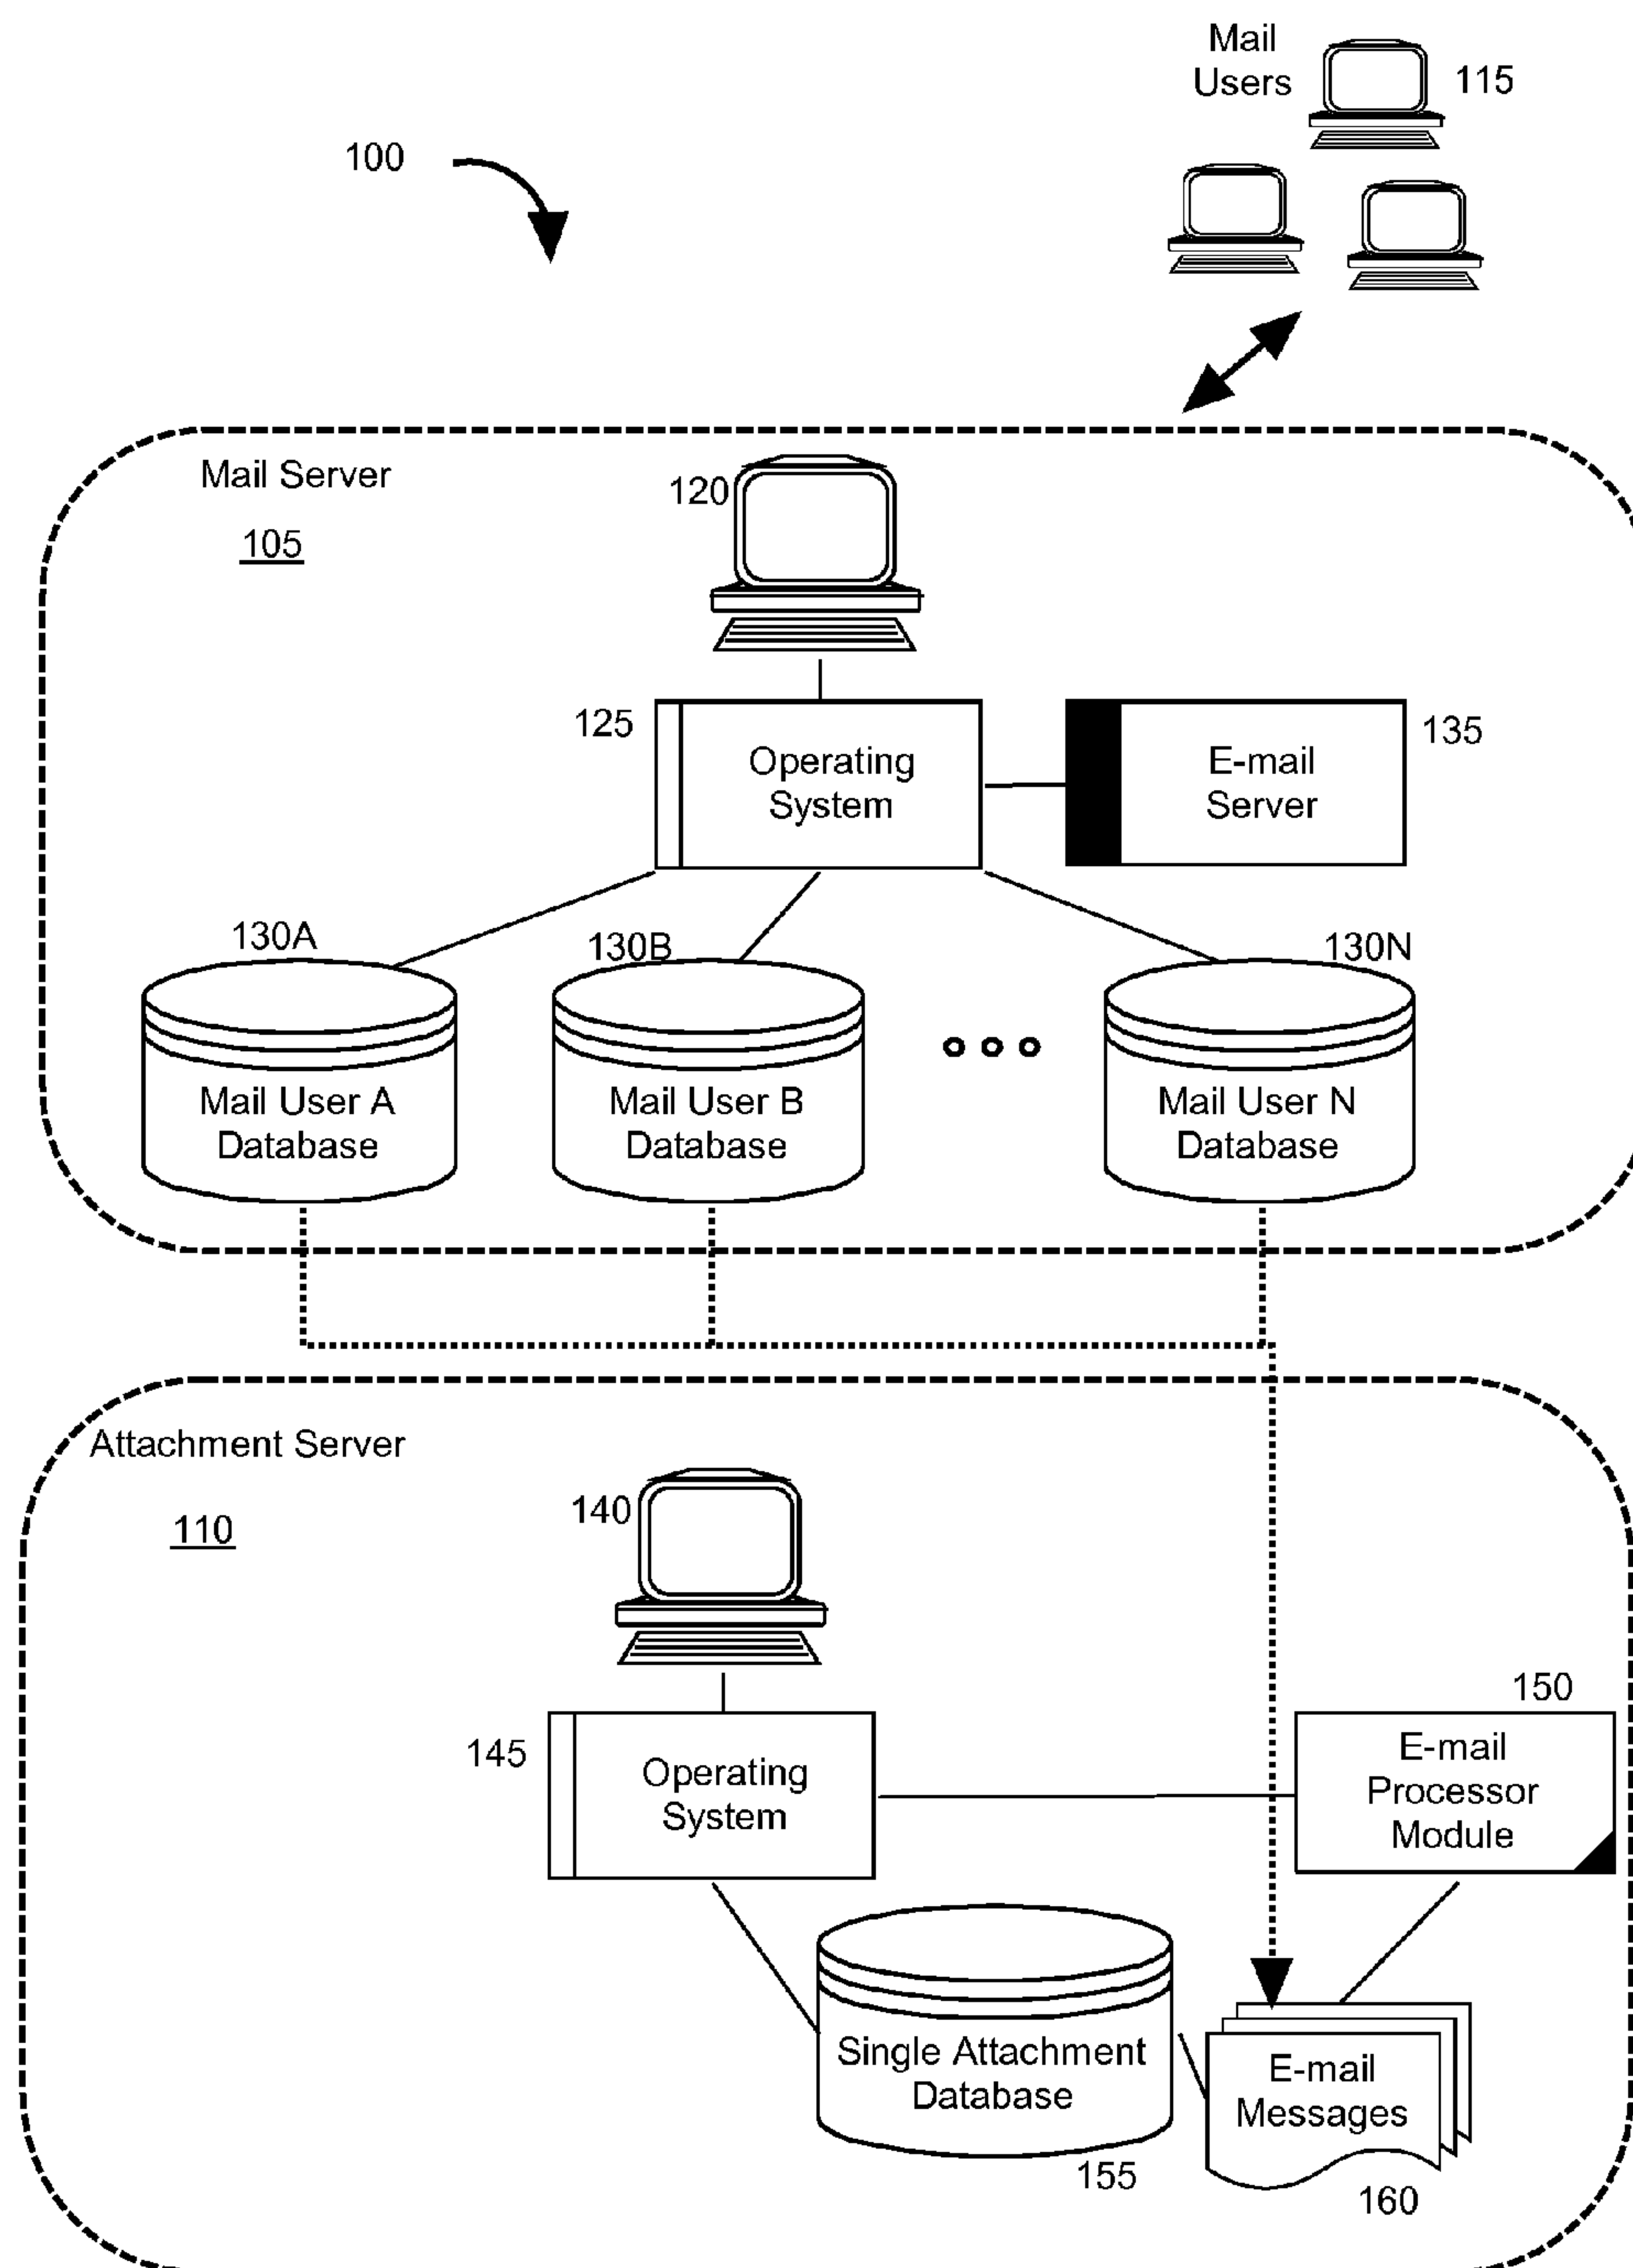 Mail
Users
115
100
Mail Server
105
120
125
Operating
System
E-mail
Server
135
130A
130B
130N
Mail User A
Database
Mail User B
Database
Mail User N
Database
Attachment Server
110
140
150
145
Operating
System
E-mail
Processor
Module
Single Attachment
Database
E-mail
Messages
155
160